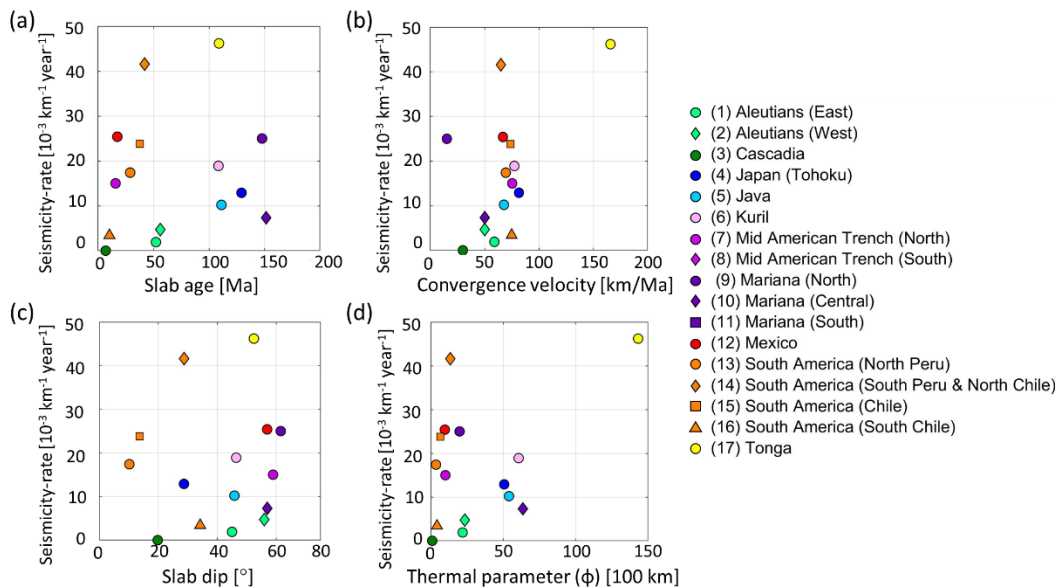 (a)
(b)
Seismicity-rate [10⁻³ km⁻¹ year⁻¹]
50
40
30
20
10
0
0 50 100 150 200
Slab age [Ma]
Seismicity-rate [10⁻³ km⁻¹ year⁻¹]
50
40
30
20
10
0
0 50 100 150 200
Convergence velocity [km/Ma]
(c)
(d)
Seismicity-rate [10⁻³ km⁻¹ year⁻¹]
50
40
30
20
10
0
0 20 40 60 80
Slab dip [°]
Seismicity-rate [10⁻³ km⁻¹ year⁻¹]
50
40
30
20
10
0
0 50 100 150
Thermal parameter (ϕ) [100 km]
(1) Aleutians (East)
(2) Aleutians (West)
(3) Cascadia
(4) Japan (Tohoku)
(5) Java
(6) Kuril
(7) Mid American Trench (North)
(8) Mid American Trench (South)
(9) Mariana (North)
(10) Mariana (Central)
(11) Mariana (South)
(12) Mexico
(13) South America (North Peru)
(14) South America (South Peru & North Chile)
(15) South America (Chile)
(16) South America (South Chile)
(17) Tonga